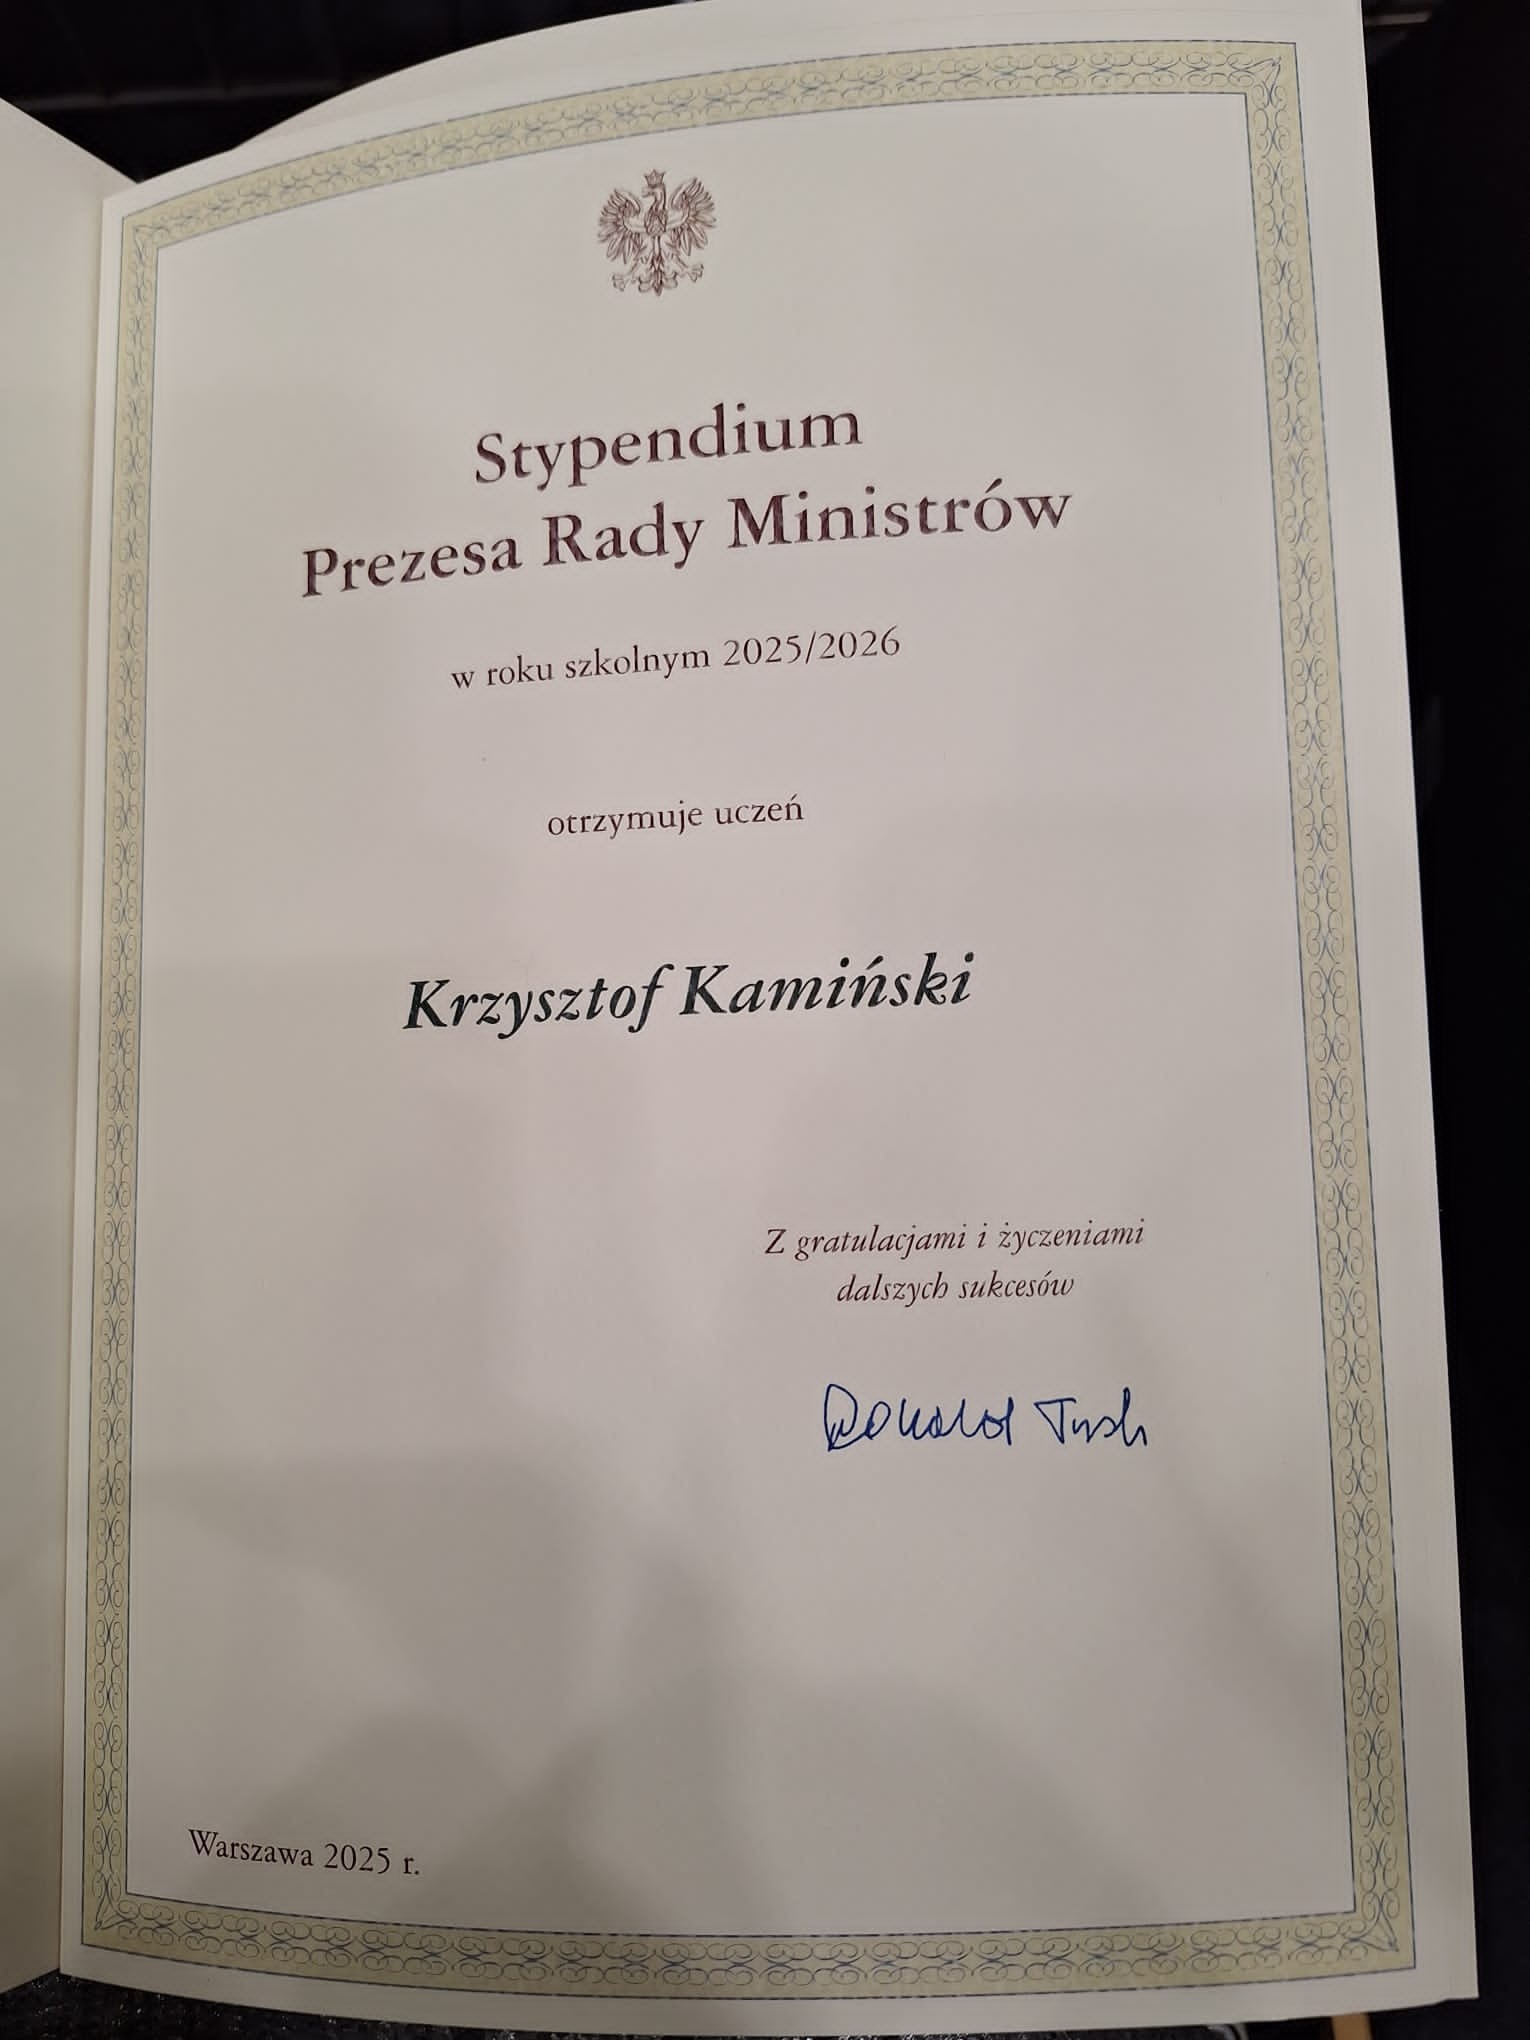 Stypendium
Prezesa Rady Ministrów
w roku szkolnym 2025/2026
otrzymuje uczeń
Krzysztof Kamiński
Z gratulacjami i życzeniami
dalszych sukcesów
Donald Tusk
Warszawa 2025 r.